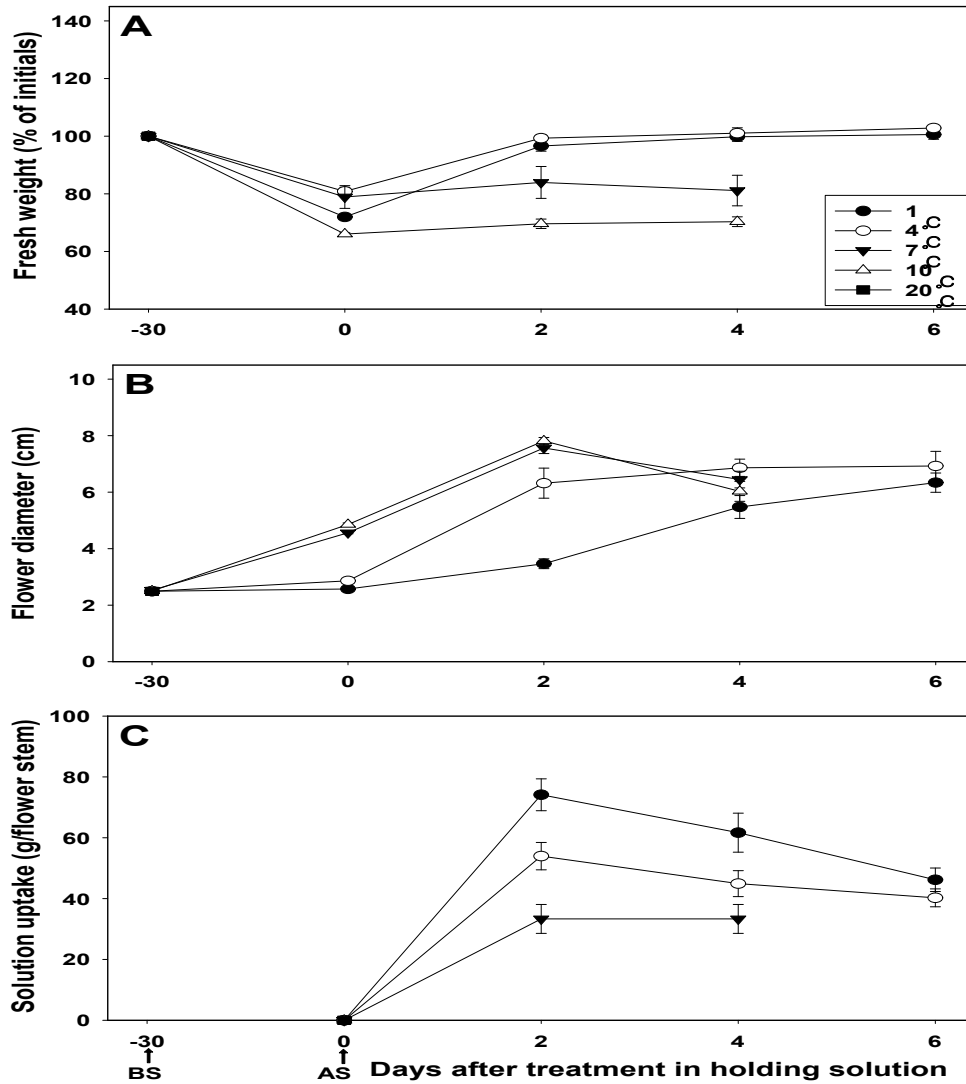 A
Fresh weight (% of initials)
140
120
100
80
60
40
-30 0 2 4 6
1 °C
4 °C
7 °C
10 °C
20 °C
B
Flower diameter (cm)
10
8
6
4
2
0
-30 0 2 4 6
C
Solution uptake (g/flower stem)
100
80
60
40
20
0
-30 0 2 4 6
BS AS Days after treatment in holding solution